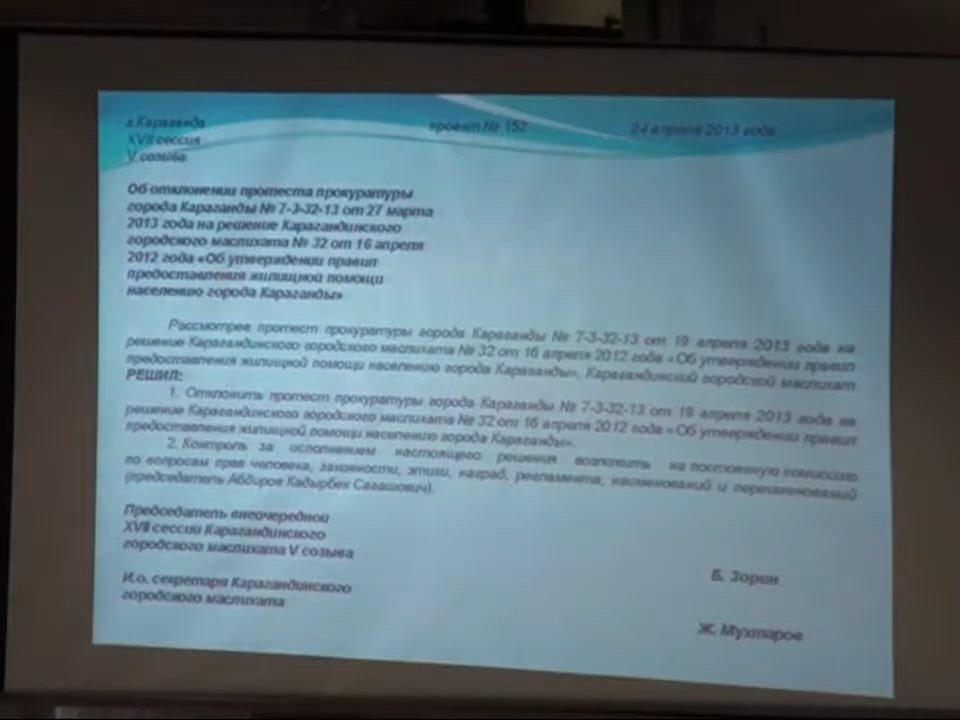 г.Караганда проект № 152 24 апреля 2013 года
XVII сессия
V созыва
Об отклонении протеста прокуратуры
города Караганды № 7-3-32-13 от 27 марта
2013 года на решение Карагандинского
городского маслихата № 32 от 16 апреля
2012 года «Об утверждении правил
предоставления жилищной помощи
населению города Караганды»
Рассмотрев протест прокуратуры города Караганды № 7-3-32-13 от 19 апреля 2013 года на
решение Карагандинского городского маслихата № 32 от 16 апреля 2012 года «Об утверждении правил
предоставления жилищной помощи населению города Караганды», Карагандинский городской маслихат
РЕШИЛ:
1. Отклонить протест прокуратуры города Караганды № 7-3-32-13 от 19 апреля 2013 года на
решение Карагандинского городского маслихата № 32 от 16 апреля 2012 года «Об утверждении правил
предоставления жилищной помощи населению города Караганды».
2. Контроль за исполнением настоящего решения возложить на постоянную комиссию
по вопросам прав человека, законности, этики, наград, регламента, наименований и переименований
(председатель Абдиров Кадырбек Сагашович).
Председатель внеочередной
XVII сессии Карагандинского
городского маслихата V созыва
Б. Зорин
И.о. секретаря Карагандинского
городского маслихата
Ж. Мухтаров